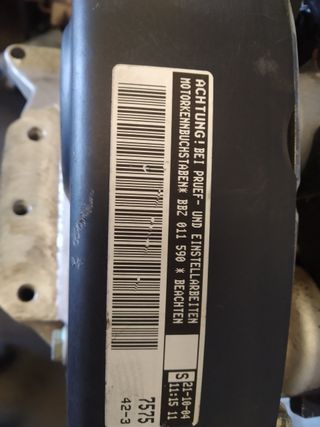 ACHTUNG! BEI PRUEF- UND EINSTELLARBEITEN
MOTORKENNBUCHSTABEN* BBZ 011 590 * BEACHTEN
S
21-10-04
11:15 11
7575
42-3